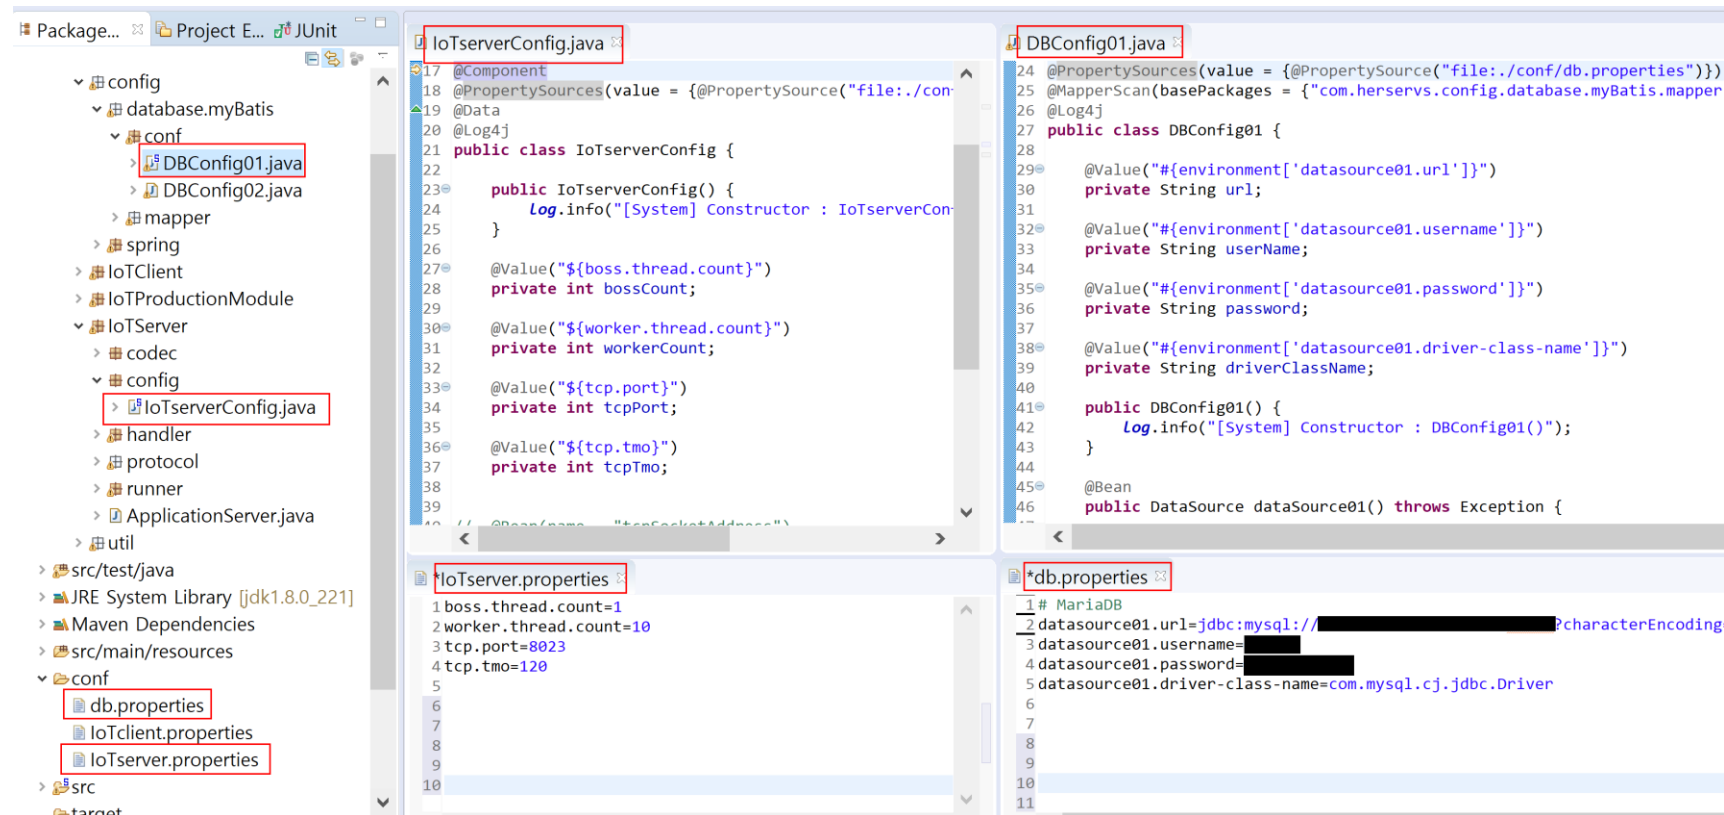 Package...
Project E...
JUnit
config
database.myBatis
conf
DBConfig01.java
DBConfig02.java
mapper
spring
IoTClient
IoTProductionModule
IoTServer
codec
config
IoTserverConfig.java
handler
protocol
runner
ApplicationServer.java
util
src/test/java
JRE System Library [jdk1.8.0_221]
Maven Dependencies
src/main/resources
conf
db.properties
IoTclient.properties
IoTserver.properties
src
target
IoTserverConfig.java
17 @Component
18 @PropertySources(value = {@PropertySource("file:./con
19 @Data
20 @Log4j
21 public class IoTserverConfig {
22
23 public IoTserverConfig() {
24 log.info("[System] Constructor : IoTserverCon
25 }
26
27 @Value("${boss.thread.count}")
28 private int bossCount;
29
30 @Value("${worker.thread.count}")
31 private int workerCount;
32
33 @Value("${tcp.port}")
34 private int tcpPort;
35
36 @Value("${tcp.tmo}")
37 private int tcpTmo;
38
39
40 // @Bean(name "tcpSocketAddress")
DBConfig01.java
24 @PropertySources(value = {@PropertySource("file:./conf/db.properties")})
25 @MapperScan(basePackages = {"com.herservs.config.database.myBatis.mapper
26 @Log4j
27 public class DBConfig01 {
28
29 @Value("#{environment['datasource01.url']}")
30 private String url;
31
32 @Value("#{environment['datasource01.username']}")
33 private String userName;
34
35 @Value("#{environment['datasource01.password']}")
36 private String password;
37
38 @Value("#{environment['datasource01.driver-class-name']}")
39 private String driverClassName;
40
41 public DBConfig01() {
42 log.info("[System] Constructor : DBConfig01()");
43 }
44
45 @Bean
46 public DataSource dataSource01() throws Exception {
*IoTserver.properties
1 boss.thread.count=1
2 worker.thread.count=10
3 tcp.port=8023
4 tcp.tmo=120
5
6
7
8
9
10
*db.properties
1 # MariaDB
2 datasource01.url=jdbc:mysql:// ?characterEncoding
3 datasource01.username=
4 datasource01.password=
5 datasource01.driver-class-name=com.mysql.cj.jdbc.Driver
6
7
8
9
10
11